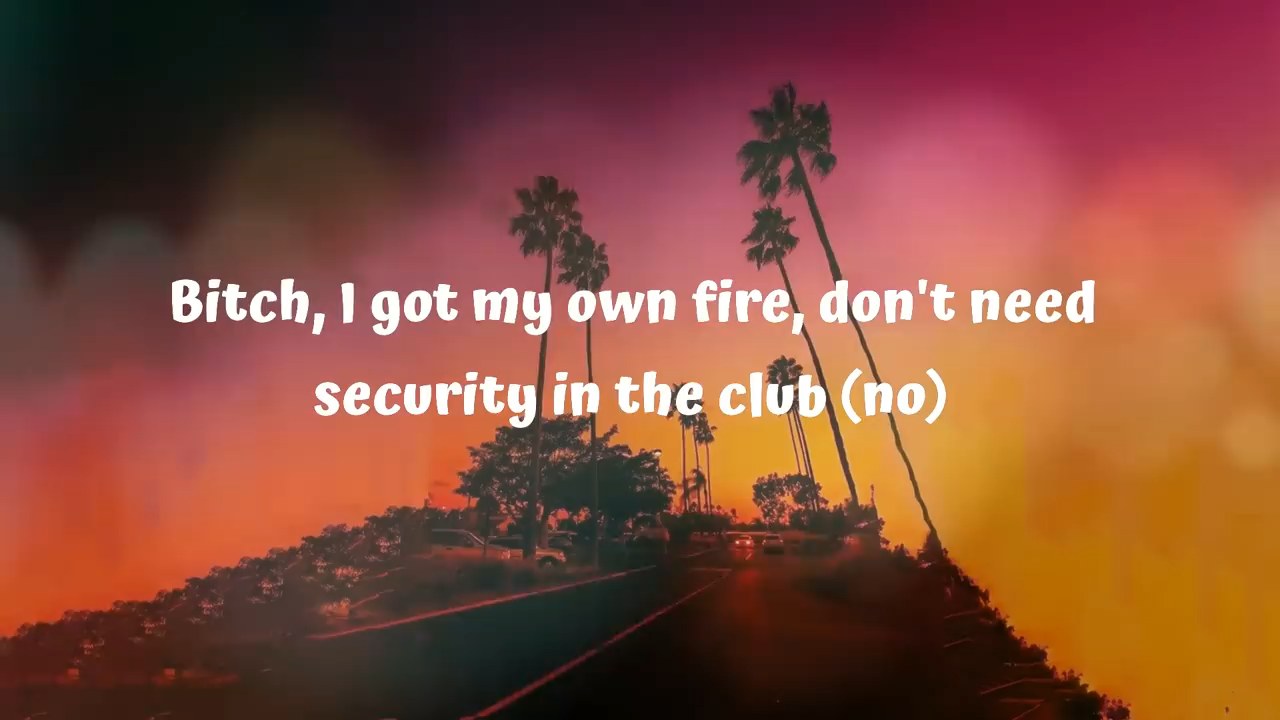 Bitch, I got my own fire, don't need
security in the club (no)